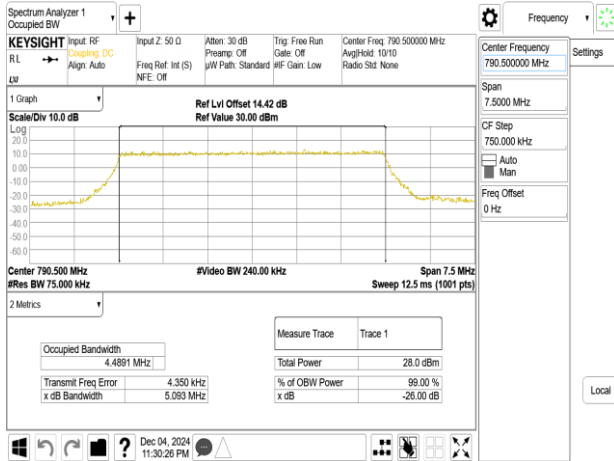 Spectrum Analyzer 1
Occupied BW
Frequency
KEYSIGHT
RL
LXI
Input: RF
Coupling: DC
Align: Auto
Input Z: 50 Ω
Freq Ref: Int (S)
NFE: Off
Atten: 30 dB
Preamp: Off
µW Path: Standard
Trig: Free Run
Gate: Off
#IF Gain: Low
Center Freq: 790.500000 MHz
Avg|Hold: 10/10
Radio Std: None
Center Frequency
790.500000 MHz
Settings
Span
7.5000 MHz
CF Step
750.000 kHz
Auto
Man
Freq Offset
0 Hz
Local
1 Graph
Scale/Div 10.0 dB
Ref Lvl Offset 14.42 dB
Ref Value 30.00 dBm
Log
20.0
10.0
0.00
-10.0
-20.0
-30.0
-40.0
-50.0
-60.0
Center 790.500 MHz
#Video BW 240.00 kHz
Span 7.5 MHz
#Res BW 75.000 kHz
Sweep 12.5 ms (1001 pts)
2 Metrics
Measure Trace Trace 1
Occupied Bandwidth
4.4891 MHz
Total Power 28.0 dBm
Transmit Freq Error 4.350 kHz
% of OBW Power 99.00 %
x dB Bandwidth 5.093 MHz
x dB -26.00 dB
?
Dec 04, 2024
11:30:26 PM